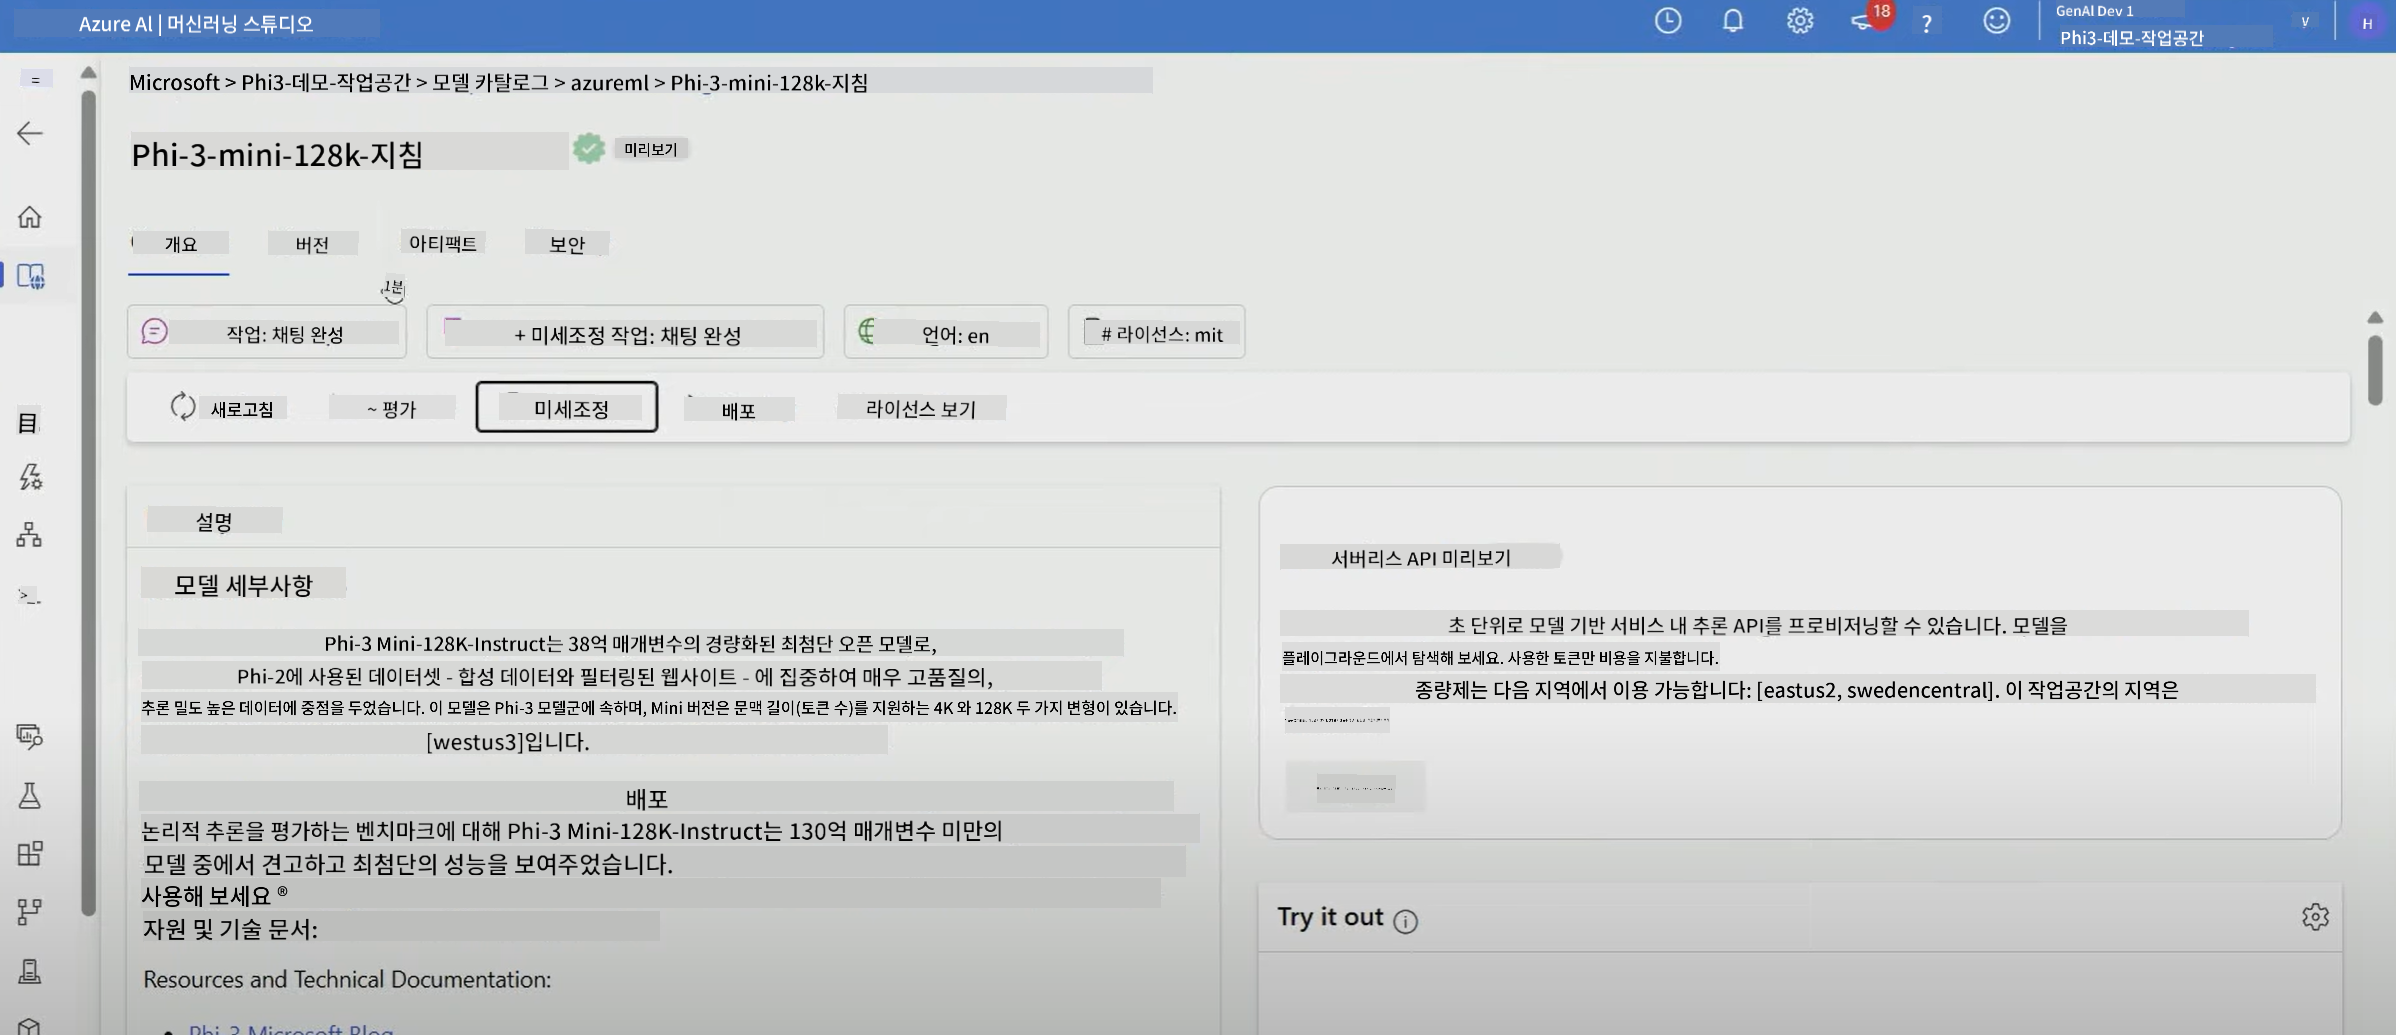 Azure AI | 머신러닝 스튜디오
18
?
GenAI Dev 1
Phi3-데모-작업공간
v
H
Microsoft > Phi3-데모-작업공간 > 모델 카탈로그 > azureml > Phi-3-mini-128k-지침
Phi-3-mini-128k-지침
미리보기
개요
버전
아티팩트
보안
1분
작업: 채팅 완성
+ 미세조정 작업: 채팅 완성
언어: en
# 라이선스: mit
새로고침
~ 평가
미세조정
배포
라이선스 보기
目
설명
모델 세부사항
Phi-3 Mini-128K-Instruct는 38억 매개변수의 경량화된 최첨단 오픈 모델로,
Phi-2에 사용된 데이터셋 - 합성 데이터와 필터링된 웹사이트 - 에 집중하여 매우 고품질의,
추론 밀도 높은 데이터에 중점을 두었습니다. 이 모델은 Phi-3 모델군에 속하며, Mini 버전은 문맥 길이(토큰 수)를 지원하는 4K 와 128K 두 가지 변형이 있습니다.
[westus3]입니다.
배포
논리적 추론을 평가하는 벤치마크에 대해 Phi-3 Mini-128K-Instruct는 130억 매개변수 미만의
모델 중에서 견고하고 최첨단의 성능을 보여주었습니다.
사용해 보세요 ®
자원 및 기술 문서:
Resources and Technical Documentation:
Phi-3 Microsoft Blog
서버리스 API 미리보기
초 단위로 모델 기반 서비스 내 추론 API를 프로비저닝할 수 있습니다. 모델을
플레이그라운드에서 탐색해 보세요. 사용한 토큰만 비용을 지불합니다.
종량제는 다음 지역에서 이용 가능합니다: [eastus2, swedencentral]. 이 작업공간의 지역은
Try it out